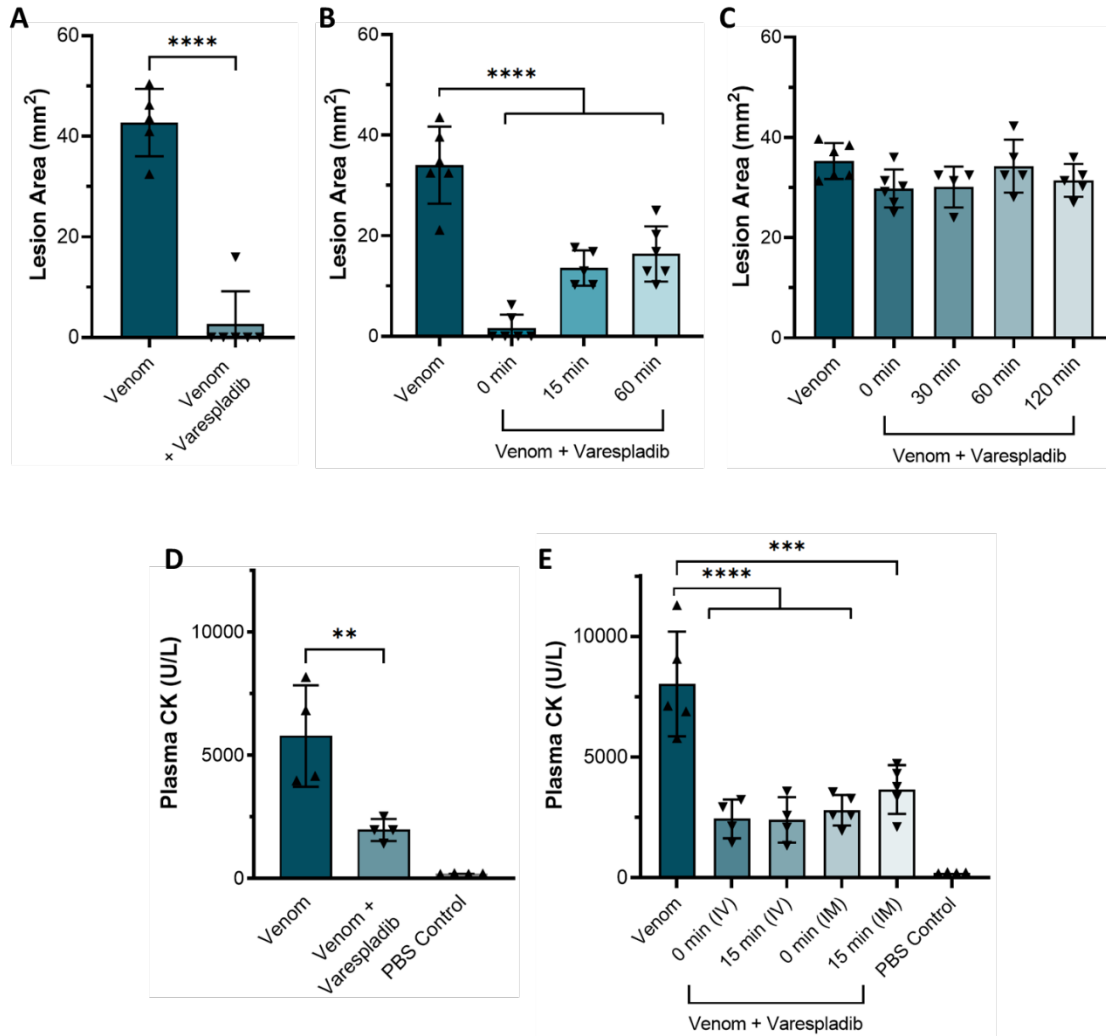 A
Lesion Area (mm²)
60
40
20
0
****
Venom
Venom
+ Varespladib
B
Lesion Area (mm²)
60
40
20
0
****
Venom
0 min
15 min
60 min
Venom + Varespladib
C
Lesion Area (mm²)
60
40
20
0
Venom
0 min
30 min
60 min
120 min
Venom + Varespladib
D
Plasma CK (U/L)
10000
5000
0
**
Venom
Venom +
Varespladib
PBS Control
E
Plasma CK (U/L)
10000
5000
0
***
****
Venom
0 min (IV)
15 min (IV)
0 min (IM)
15 min (IM)
PBS Control
Venom + Varespladib